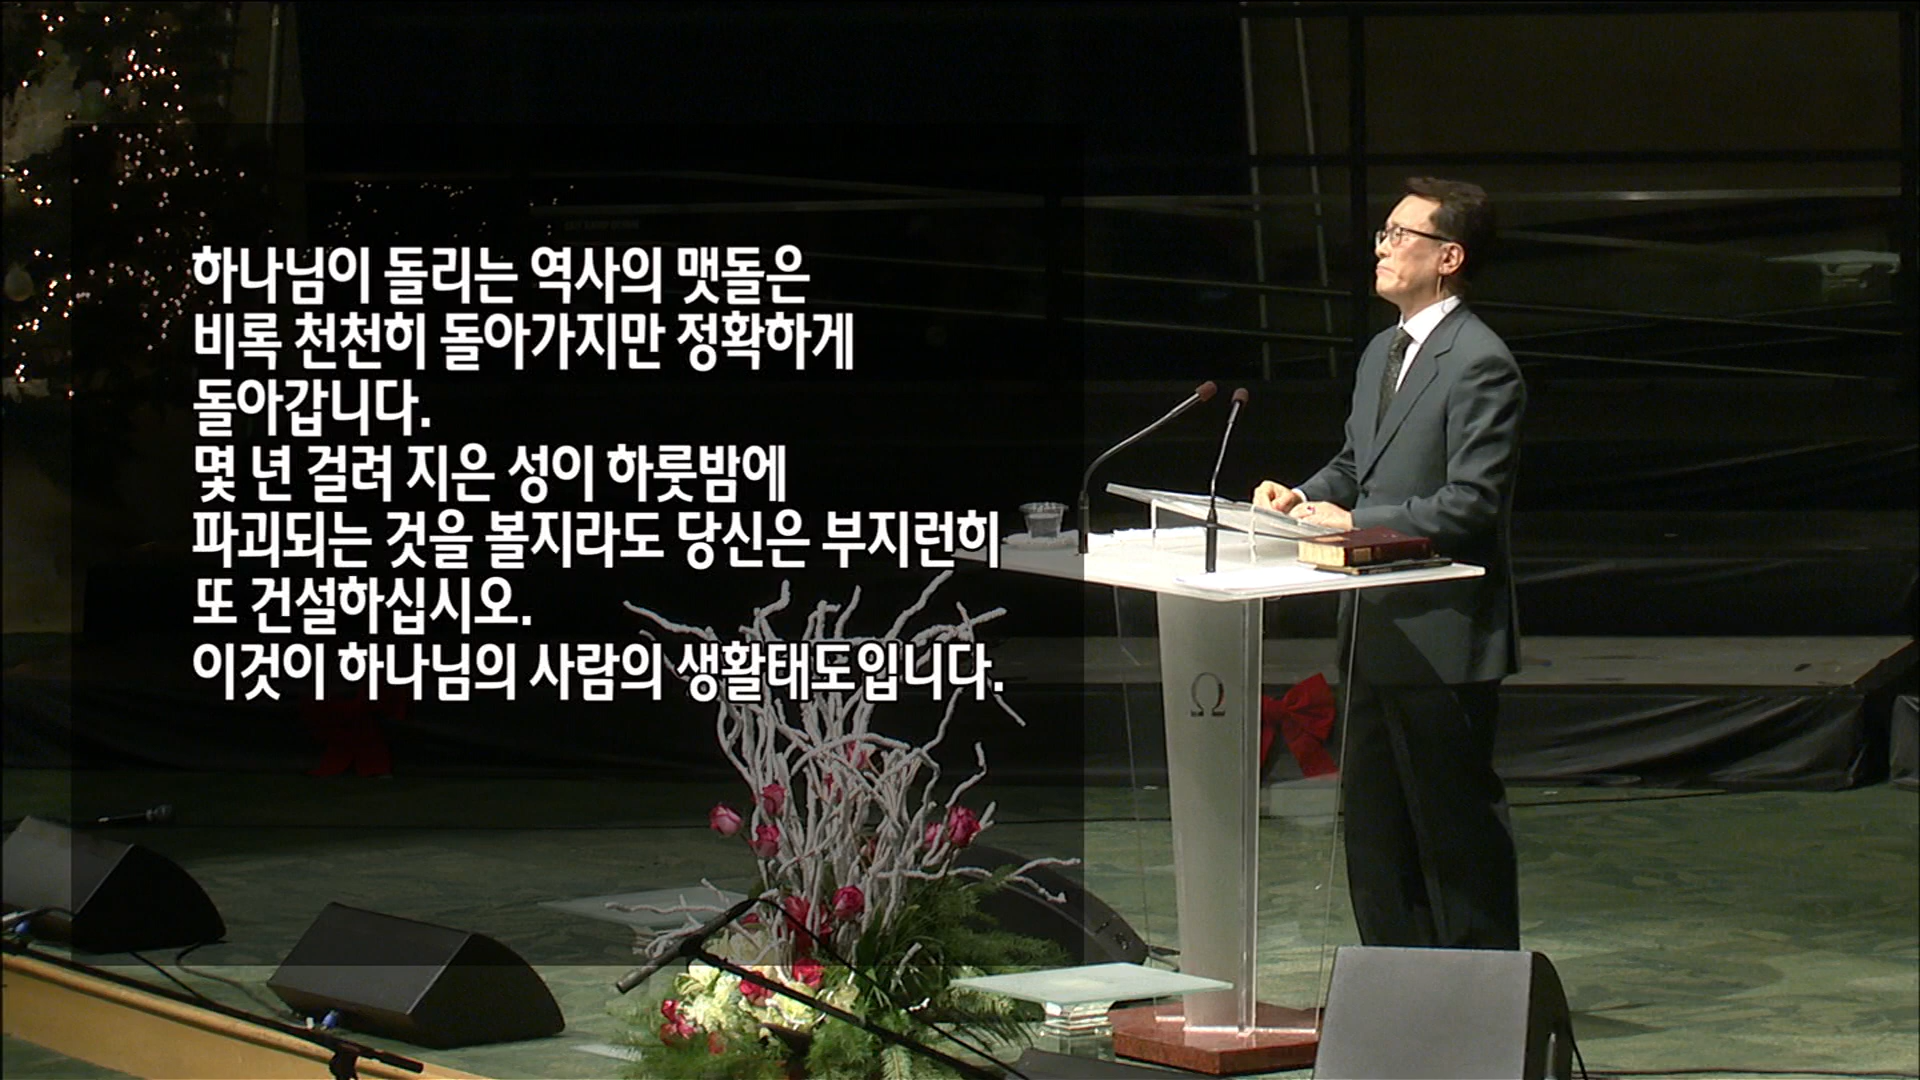 하나님이 돌리는 역사의 맷돌은
비록 천천히 돌아가지만 정확하게
돌아갑니다.
몇 년 걸려 지은 성이 하룻밤에
파괴되는 것을 볼지라도 당신은 부지런히
또 건설하십시오.
이것이 하나님의 사람의 생활태도입니다.
Ω